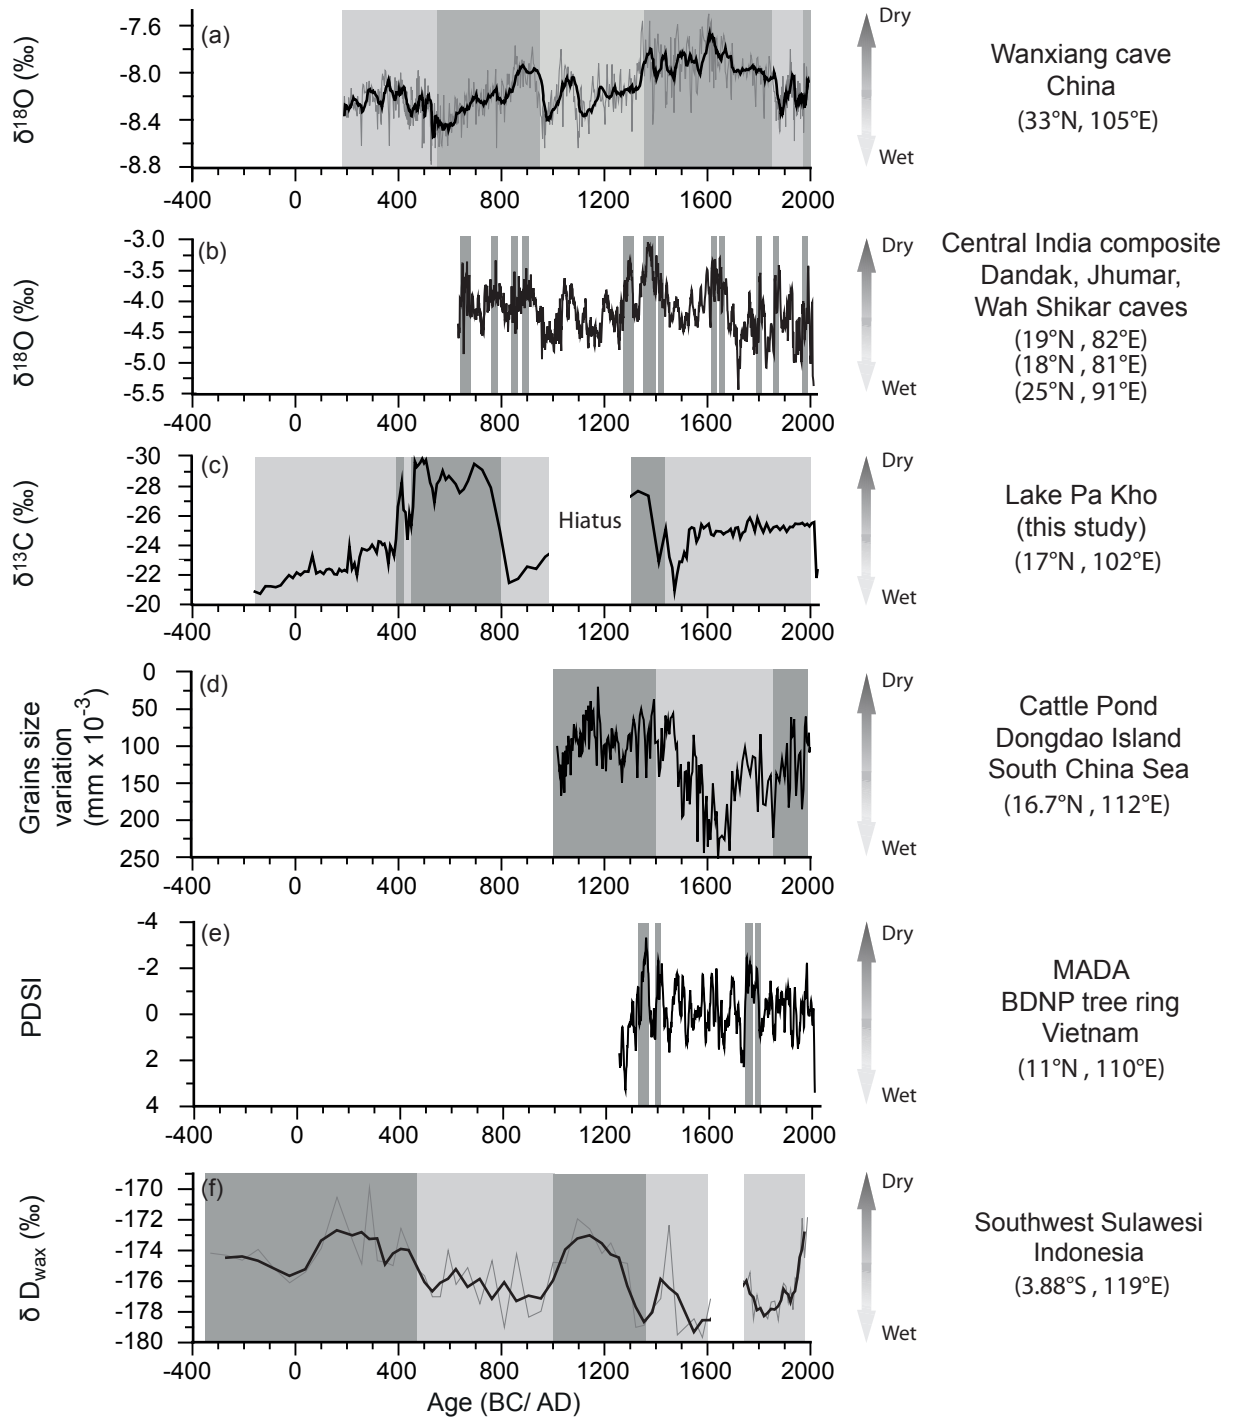 (a)
δ¹⁸O (‰)
-7.6
-8.0
-8.4
-8.8
-400 0 400 800 1200 1600 2000
Dry
Wet
Wanxiang cave
China
(33°N, 105°E)
(b)
δ¹⁸O (‰)
-3.0
-3.5
-4.0
-4.5
-5.0
-5.5
-400 0 400 800 1200 1600 2000
Dry
Wet
Central India composite
Dandak, Jhumar,
Wah Shikar caves
(19°N , 82°E)
(18°N , 81°E)
(25°N , 91°E)
(c)
δ¹³C (‰)
-30
-28
-26
-24
-22
-20
Hiatus
-400 0 400 800 1200 1600 2000
Dry
Wet
Lake Pa Kho
(this study)
(17°N , 102°E)
(d)
Grains size
variation
(mm x 10⁻³)
0
50
100
150
200
250
-400 0 400 800 1200 1600 2000
Dry
Wet
Cattle Pond
Dongdao Island
South China Sea
(16.7°N , 112°E)
(e)
PDSI
-4
-2
0
2
4
-400 0 400 800 1200 1600 2000
Dry
Wet
MADA
BDNP tree ring
Vietnam
(11°N , 110°E)
(f)
δ D_wax (‰)
-170
-172
-174
-176
-178
-180
-400 0 400 800 1200 1600 2000
Age (BC/ AD)
Dry
Wet
Southwest Sulawesi
Indonesia
(3.88°S , 119°E)